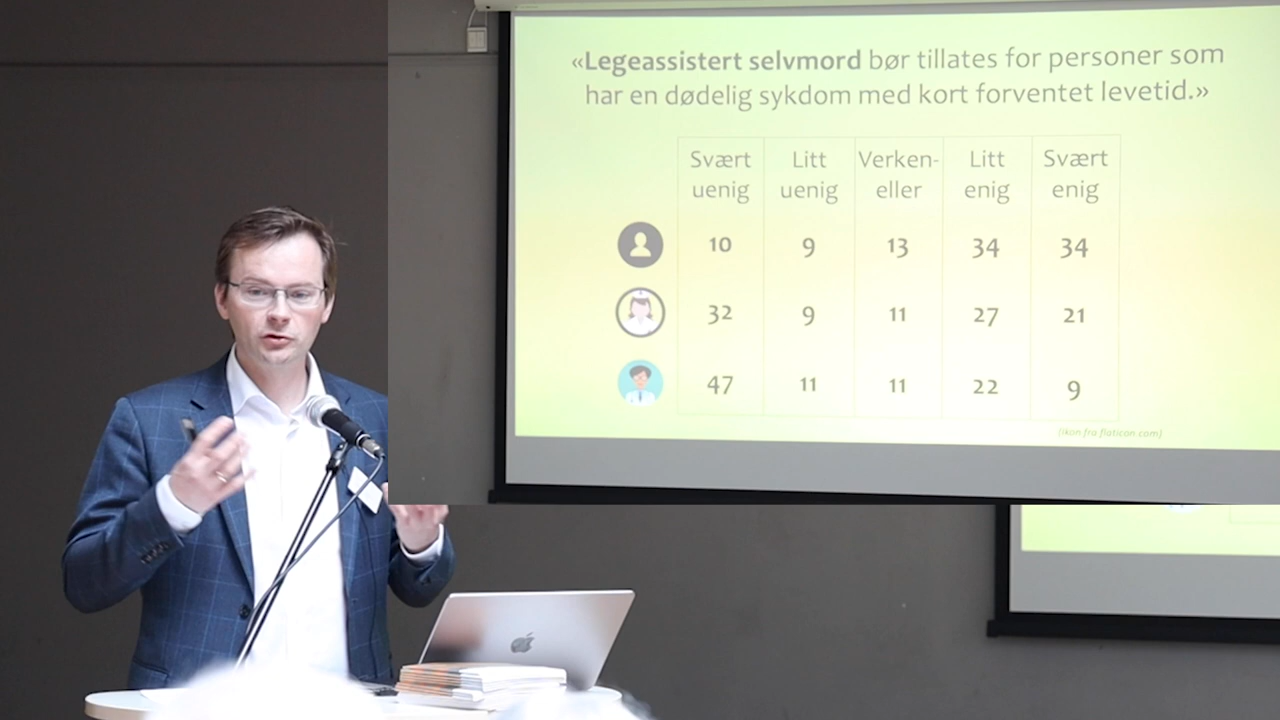 «Legeassistert selvmord bør tillates for personer som
har en dødelig sykdom med kort forventet levetid.»
Svært uenig Litt uenig Verken-eller Litt enig Svært enig
10 9 13 34 34
32 9 11 27 21
47 11 11 22 9
(ikon fra flaticon.com)